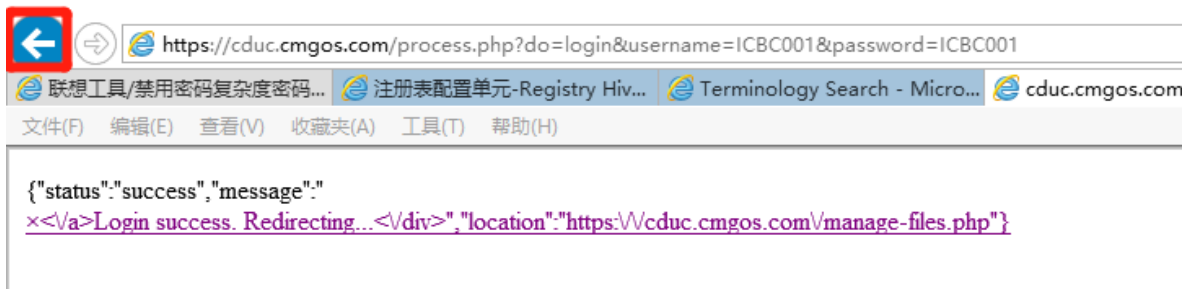 https://cduc.cmgos.com/process.php?do=login&username=ICBC001&password=ICBC001
联想工具/禁用密码复杂度密码... 注册表配置单元-Registry Hiv... Terminology Search - Micro... cduc.cmgos.com
文件(F) 编辑(E) 查看(V) 收藏夹(A) 工具(T) 帮助(H)
{"status":"success","message":"
×<\/a>Login success. Redirecting...<\/div>","location":"https:\/\/cduc.cmgos.com\/manage-files.php"}